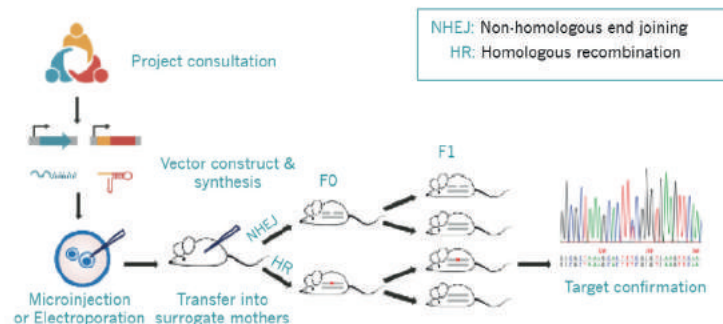 NHEJ: Non-homologous end joining
HR: Homologous recombination
Project consultation
Vector construct &
synthesis
F0
F1
NHEJ
HR
Microinjection
or Electroporation
Transfer into
surrogate mothers
Target confirmation